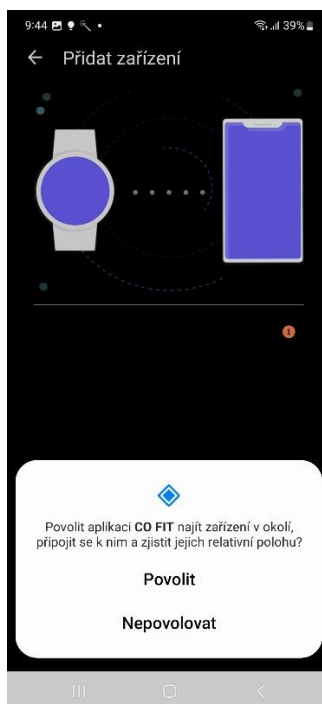 9:44 39%
Přidat zařízení
Povolit aplikaci CO FIT najít zařízení v okolí,
připojit se k nim a zjistit jejich relativní polohu?
Povolit
Nepovolovat